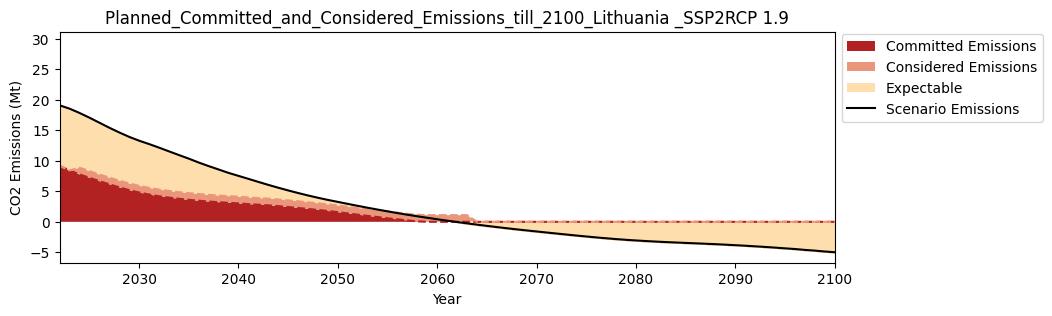 Planned_Committed_and_Considered_Emissions_till_2100_Lithuania _SSP2RCP 1.9
CO2 Emissions (Mt)
30
25
20
15
10
5
0
−5
2030
2040
2050
2060
2070
2080
2090
2100
Year
Committed Emissions
Considered Emissions
Expectable
Scenario Emissions